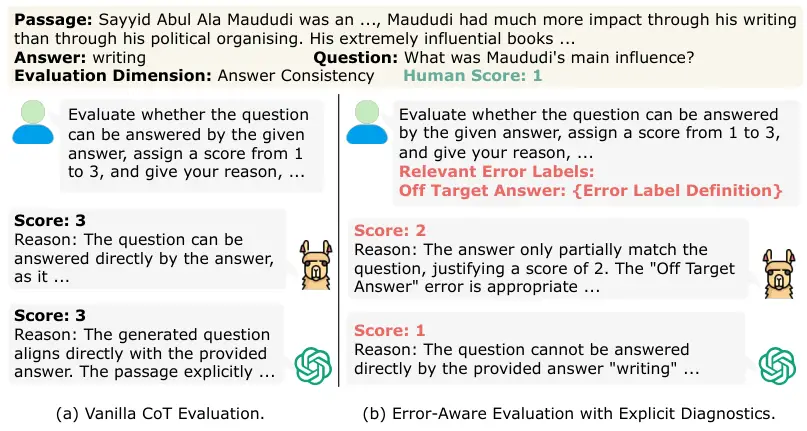 Passage: Sayyid Abul Ala Maududi was an ..., Maududi had much more impact through his writing
than through his political organising. His extremely influential books ...
Answer: writing Question: What was Maududi's main influence?
Evaluation Dimension: Answer Consistency Human Score: 1
Evaluate whether the question
can be answered by the given
answer, assign a score from 1
to 3, and give your reason, ...
Score: 3
Reason: The question can be
answered directly by the answer,
as it ...
Score: 3
Reason: The generated question
aligns directly with the provided
answer. The passage explicitly ...
(a) Vanilla CoT Evaluation.
Evaluate whether the question can be answered
by the given answer, assign a score from 1 to 3,
and give your reason, ...
Relevant Error Labels:
Off Target Answer: {Error Label Definition}
Score: 2
Reason: The answer only partially match the
question, justifying a score of 2. The "Off Target
Answer" error is appropriate ...
Score: 1
Reason: The question cannot be answered
directly by the provided answer "writing" ...
(b) Error-Aware Evaluation with Explicit Diagnostics.